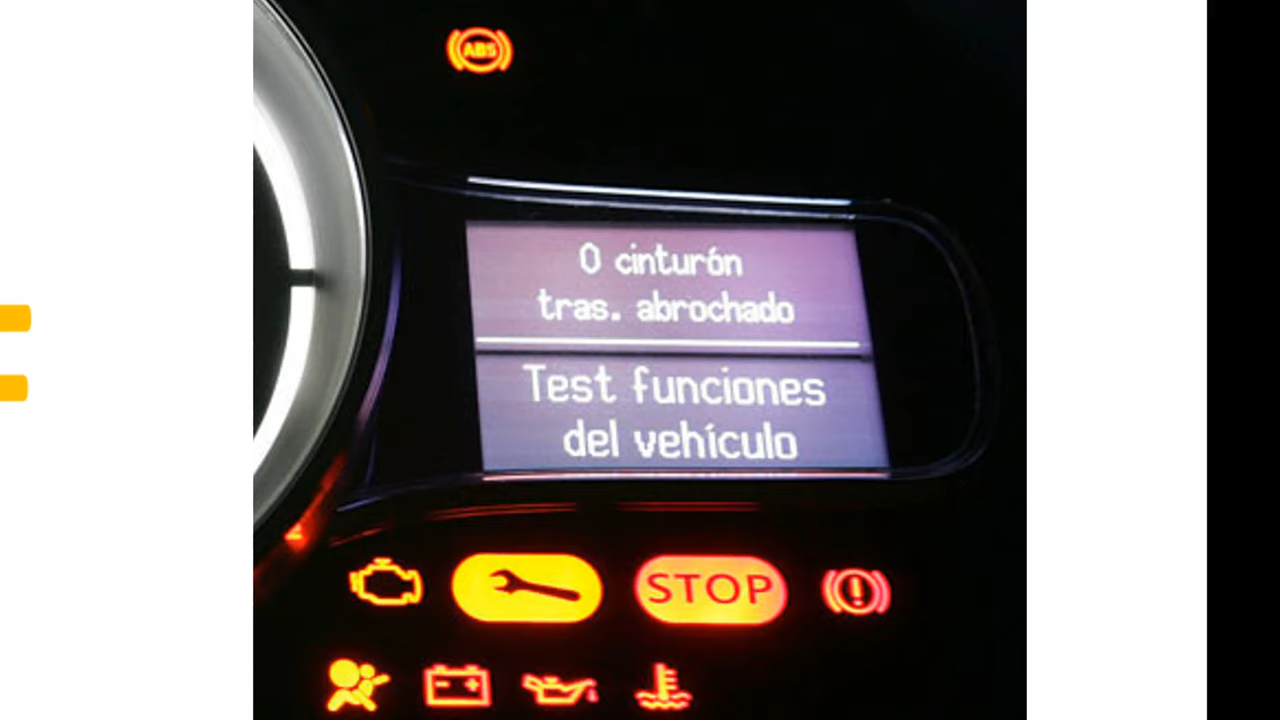 ABS
0 cinturón
tras. abrochado
Test funciones
del vehículo
STOP